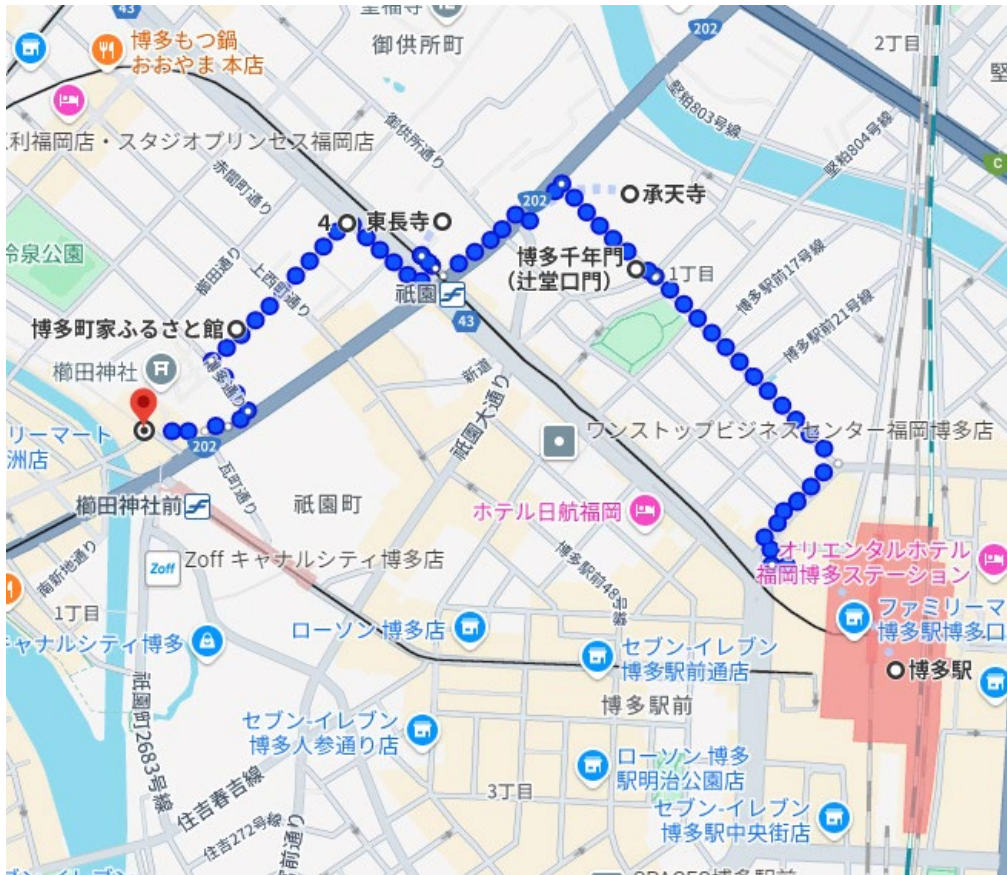 43
202
2丁目
博多もつ鍋
おおやま 本店
御供所町
堅粕803号線
堅粕804号線
C
御供所通り
利福岡店・スタジオプリンセス福岡店
赤間町通り
202
承天寺
4
東長寺
博多千年門
(辻堂口門)
1丁目
冷泉公園
櫛田通り
上西町通り
祇園
43
博多駅前17号線
博多駅前21号線
博多町家ふるさと館
櫛田神社
新道
祇園大通り
リーマート
洲店
202
瓦町通り
ワンストップビジネスセンター福岡博多店
櫛田神社前
祇園町
ホテル日航福岡
南新地通り
Zoff
Zoff キャナルシティ博多店
博多駅前48号線
オリエンタルホテル
福岡博多ステーション
1丁目
キャナルシティ博多
ローソン 博多店
セブン-イレブン
博多駅前通店
ファミリーマ
博多駅博多口
博多駅
祇園町2683号線
博多駅前
セブン-イレブン
博多人参通り店
ローソン 博多
駅明治公園店
住吉春吉線
3丁目
セブン-イレブン
博多駅中央街店
住吉272号線